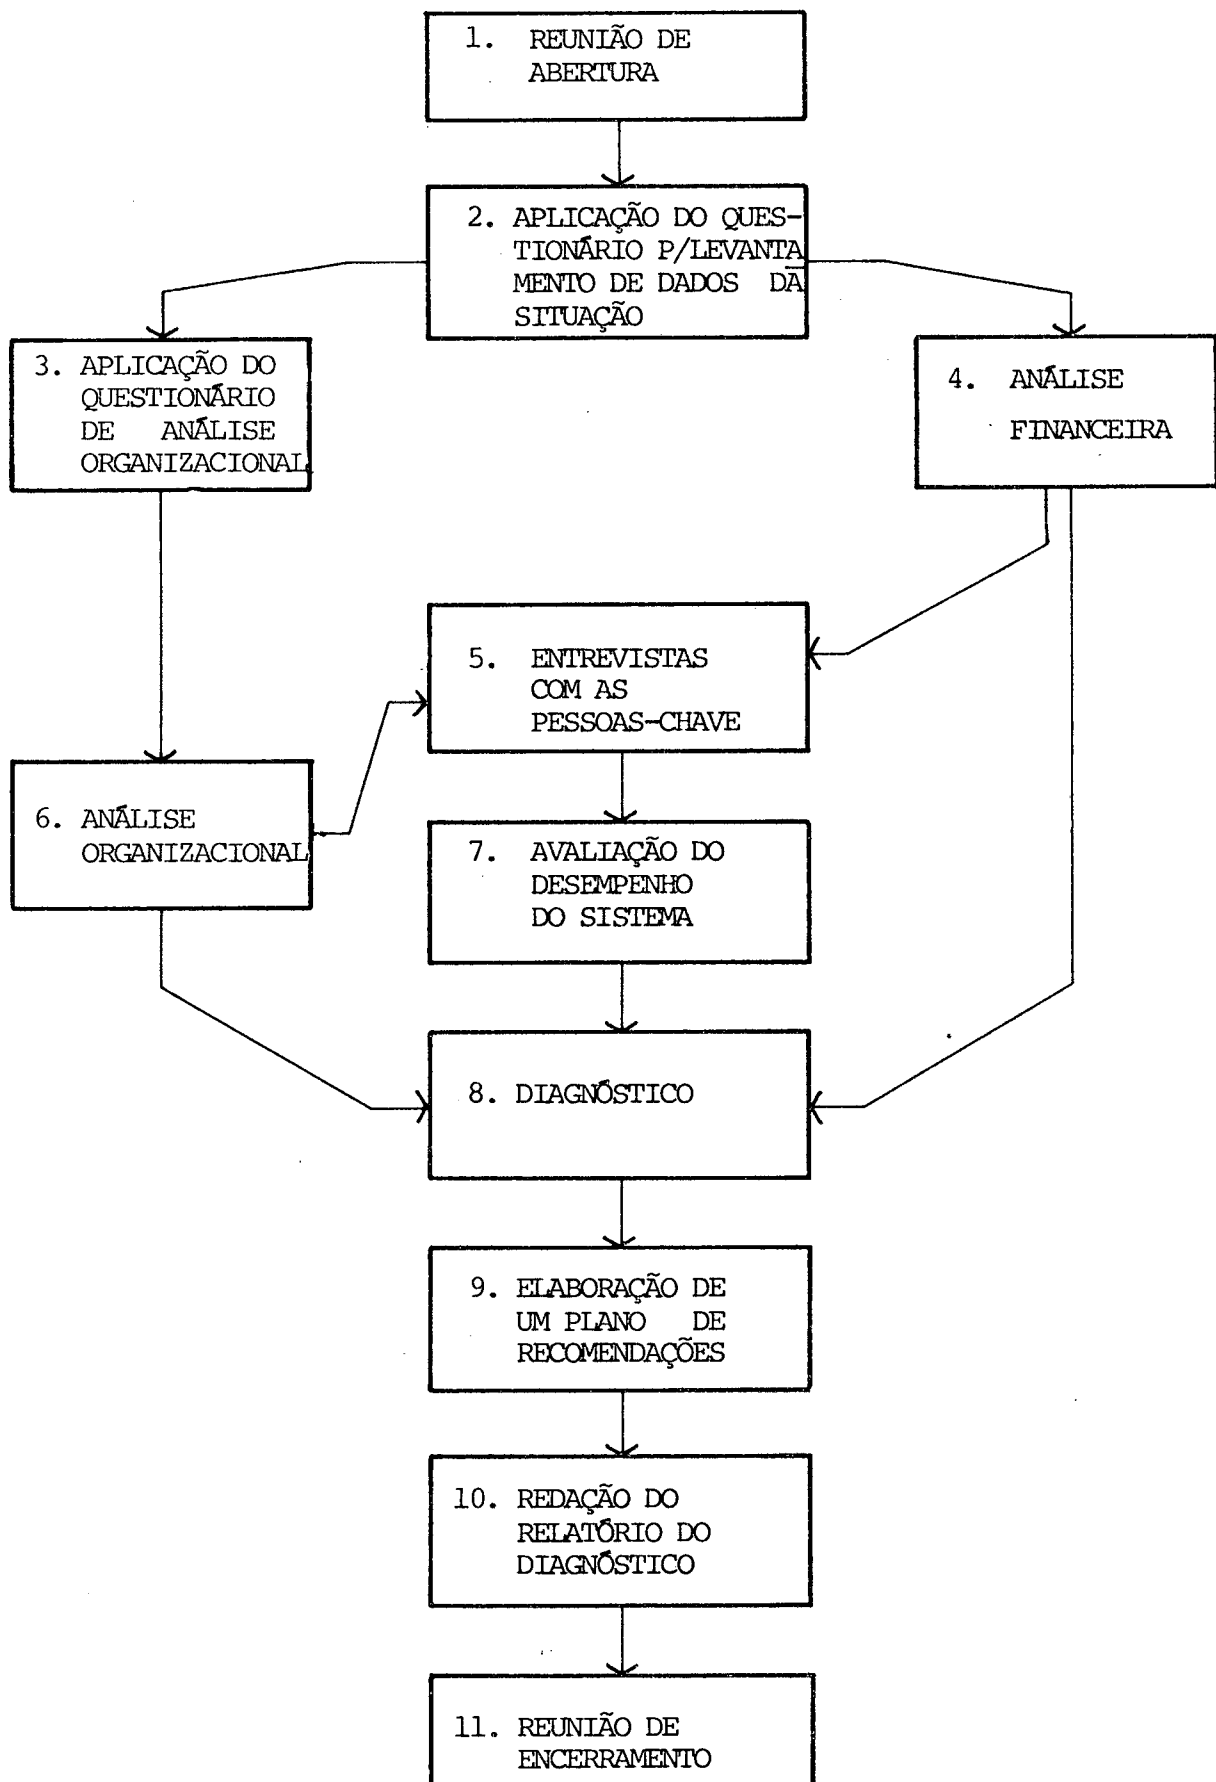 1. REUNIÃO DE
ABERTURA
2. APLICAÇÃO DO QUES-
TIONÁRIO P/LEVANTA
MENTO DE DADOS DA
SITUAÇÃO
3. APLICAÇÃO DO
QUESTIONÁRIO
DE ANÁLISE
ORGANIZACIONAL
4. ANÁLISE
FINANCEIRA
5. ENTREVISTAS
COM AS
PESSOAS-CHAVE
6. ANÁLISE
ORGANIZACIONAL
7. AVALIAÇÃO DO
DESEMPENHO
DO SISTEMA
8. DIAGNÓSTICO
9. ELABORAÇÃO DE
UM PLANO DE
RECOMENDAÇÕES
10. REDAÇÃO DO
RELATÓRIO DO
DIAGNÓSTICO
11. REUNIÃO DE
ENCERRAMENTO